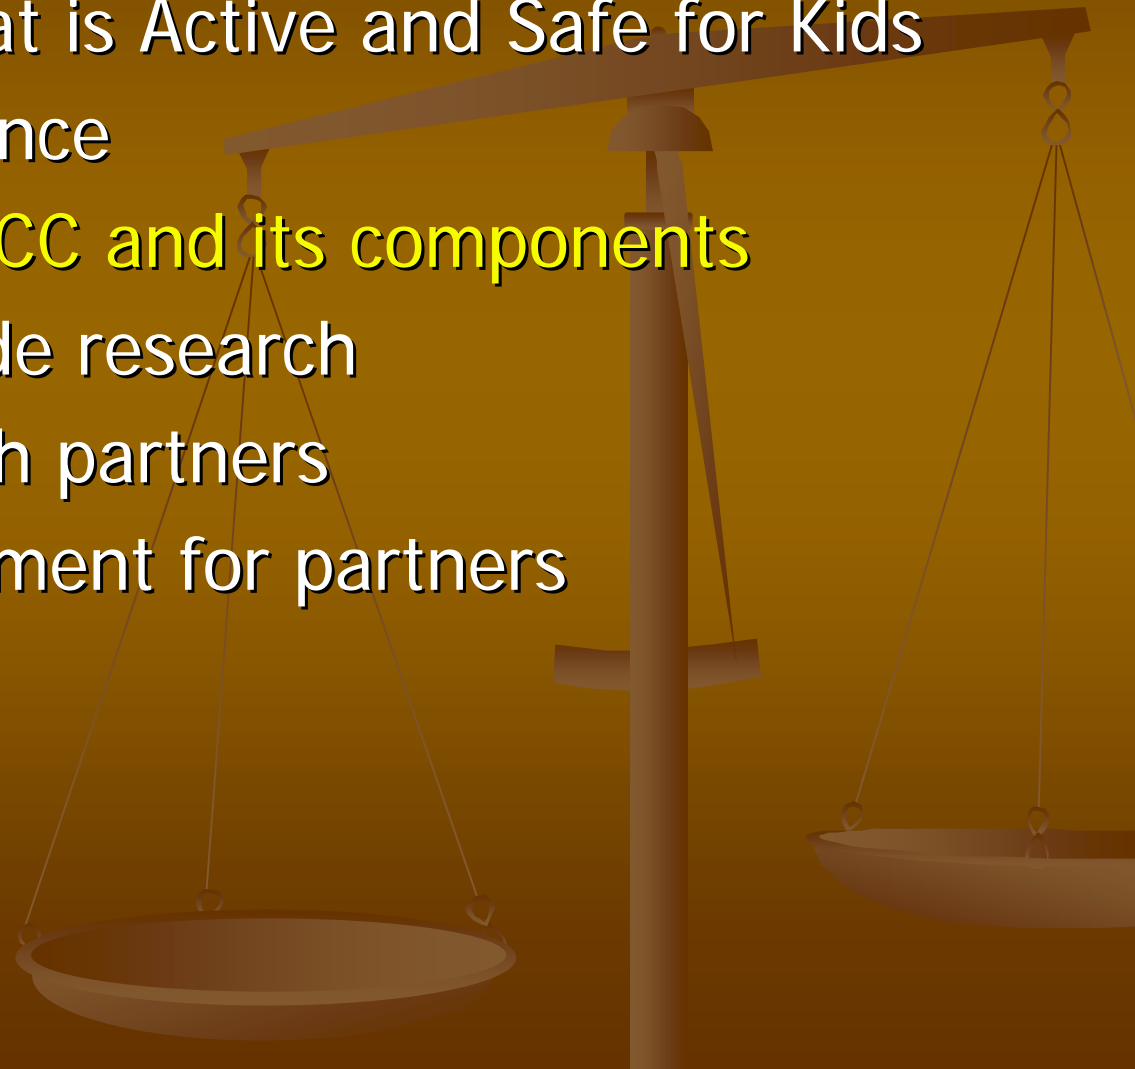 at is Active and Safe for Kids
nce
CC and its components
de research
h partners
ment for partners